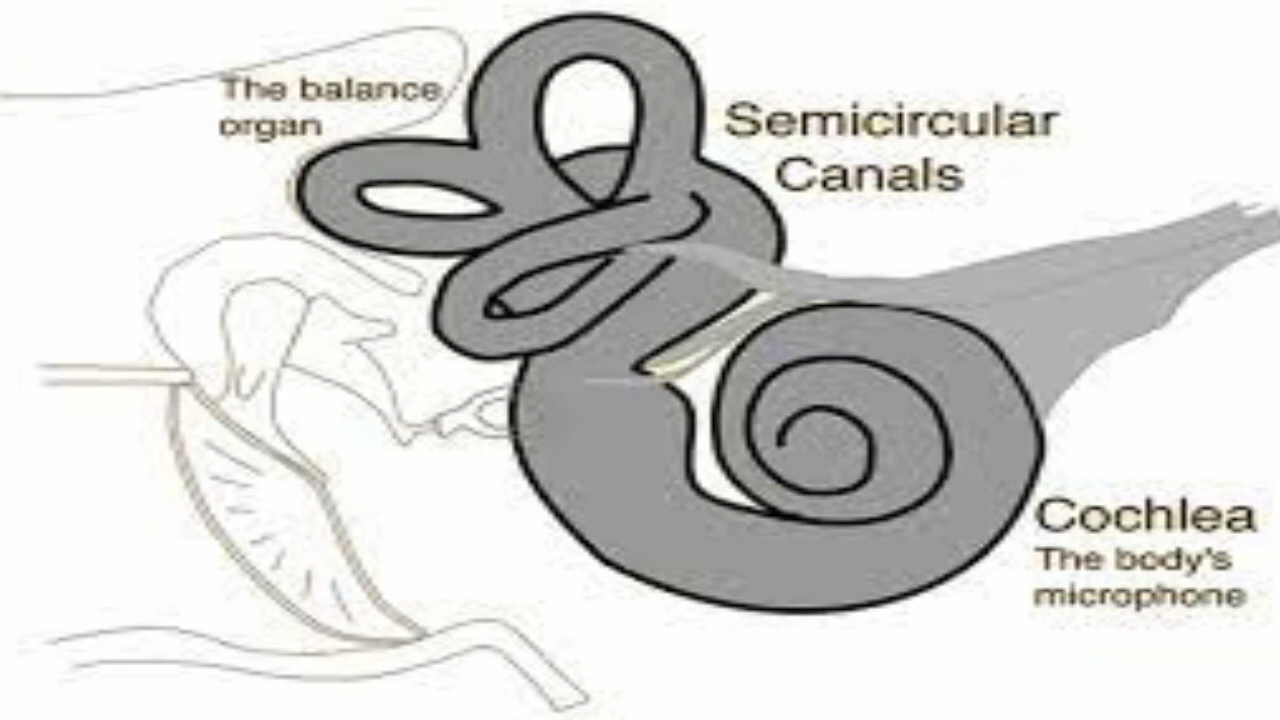 The balance
organ
Semicircular
Canals
Cochlea
The body's
microphone